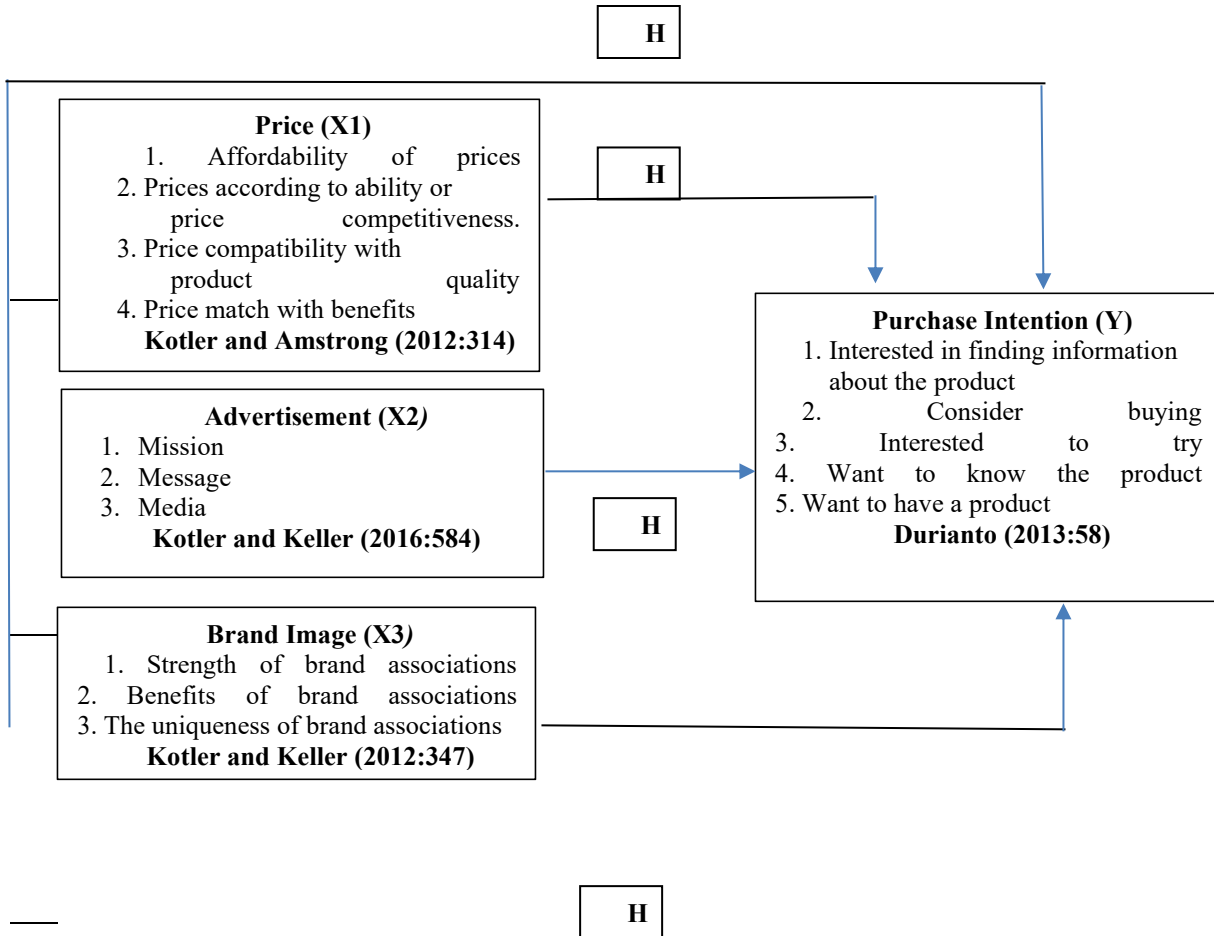 H
Price (X1)
1. Affordability of prices
2. Prices according to ability or
price competitiveness.
3. Price compatibility with
product quality
4. Price match with benefits
Kotler and Amstrong (2012:314)
H
Advertisement (X2)
1. Mission
2. Message
3. Media
Kotler and Keller (2016:584)
H
Purchase Intention (Y)
1. Interested in finding information
about the product
2. Consider buying
3. Interested to try
4. Want to know the product
5. Want to have a product
Durianto (2013:58)
Brand Image (X3)
1. Strength of brand associations
2. Benefits of brand associations
3. The uniqueness of brand associations
Kotler and Keller (2012:347)
H